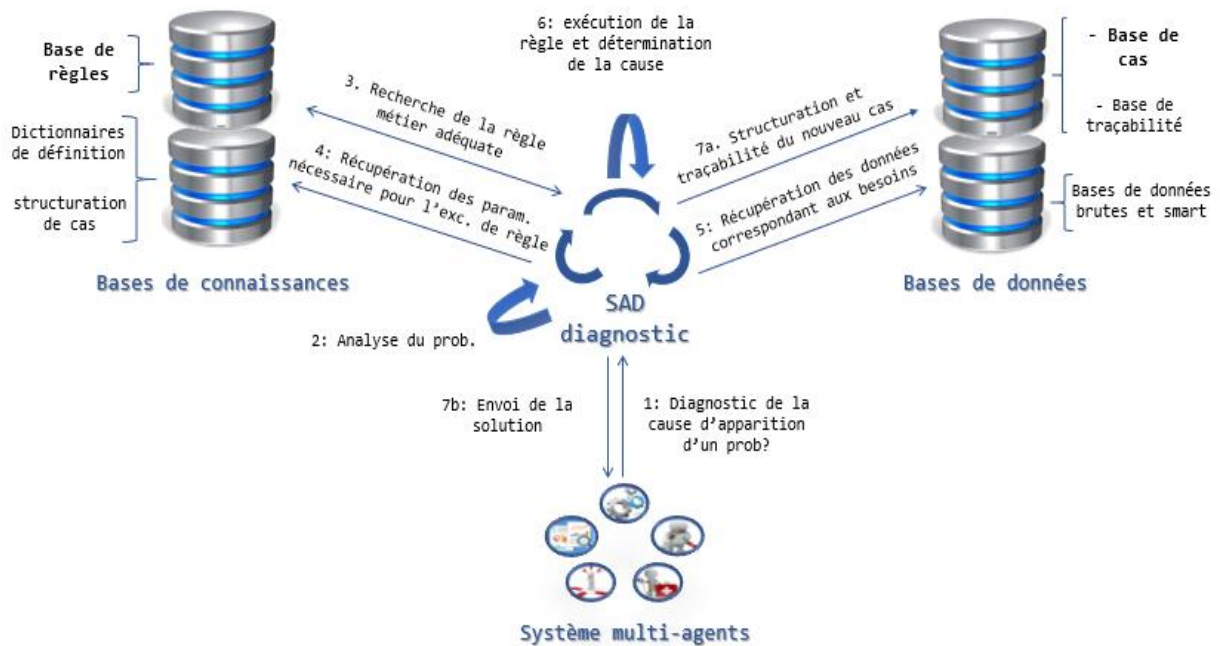 Base de
règles
Dictionnaires
de définition
structuration
de cas
Bases de connaissances
3. Recherche de la règle
métier adéquate
4: Récupération des param.
nécessaire pour l'exc. de règle
6: exécution de la
règle et détermination
de la cause
7a. Structuration et
traçabilité du nouveau cas
5: Récupération des données
correspondant aux besoins
- Base de
cas
- Base de
traçabilité
Bases de données
brutes et smart
Bases de données
SAD
diagnostic
2: Analyse du prob.
7b: Envoi de la
solution
1: Diagnostic de la
cause d'apparition
d'un prob?
Système multi-agents